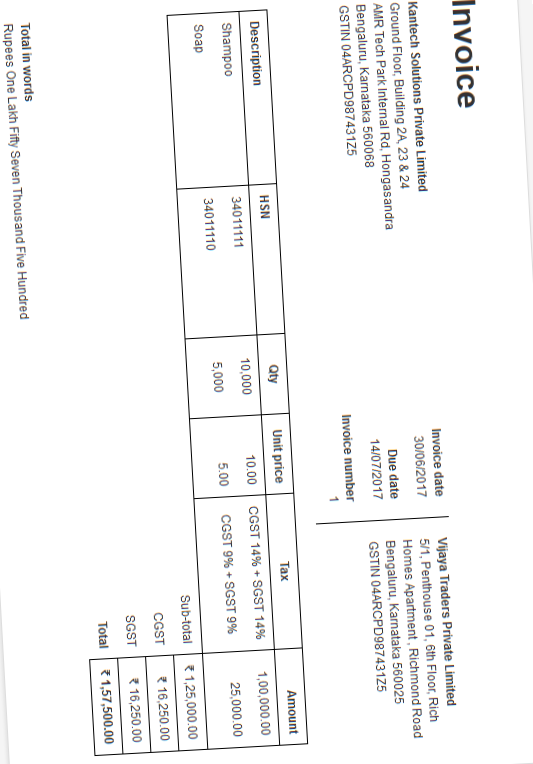 Invoice
Kantech Solutions Private Limited
Ground Floor, Building 2A, 23 & 24
AMR Tech Park Internal Rd, Hongasandra
Bengaluru, Karnataka 560068
GSTIN 04ARCPD987431Z5
Invoice date
30/06/2017
Due date
14/07/2017
Invoice number
1
Vijaya Traders Private Limited
5/1, Penthouse 01, 6th Floor, Rich
Homes Apartment , Richmond Road
Bengaluru, Karnataka 560025
GSTIN 04ARCPD987431Z5
Description HSN Qty Unit price Tax Amount
Shampoo 34011111 10,000 10.00 CGST 14% + SGST 14% 1,00,000.00
Soap 34011110 5,000 5.00 CGST 9% + SGST 9% 25,000.00
Sub-total ₹ 1,25,000.00
CGST ₹ 16,250.00
SGST ₹ 16,250.00
Total ₹ 1,57,500.00
Total in words
Rupees One Lakh Fifty Seven Thousand Five Hundred